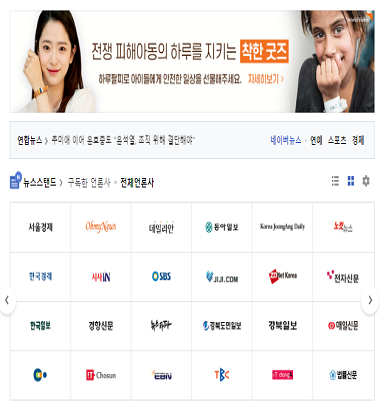 World Vision
전쟁 피해아동의 하루를 지키는 착한 굿즈
하루팔찌로 아이들에게 안전한 일상을 선물해주세요. 자세히보기 >
연합뉴스 > 추미애 이어 윤호중도 "윤석열, 조직 위해 결단해야" 네이버뉴스 · 연예 스포츠 경제
뉴스스탠드 > 구독한 언론사 · 전체언론사
서울경제 OhmyNews 데일리안 동아일보 Korea JoongAng Daily 노컷뉴스
한국경제 시사IN SBS JIJI.COM ZDNet Korea 전자신문
한국일보 경향신문 뉴스타파 경북도민일보 경북일보 매일신문
IT Chosun EBN TBC IT dong 법률신문